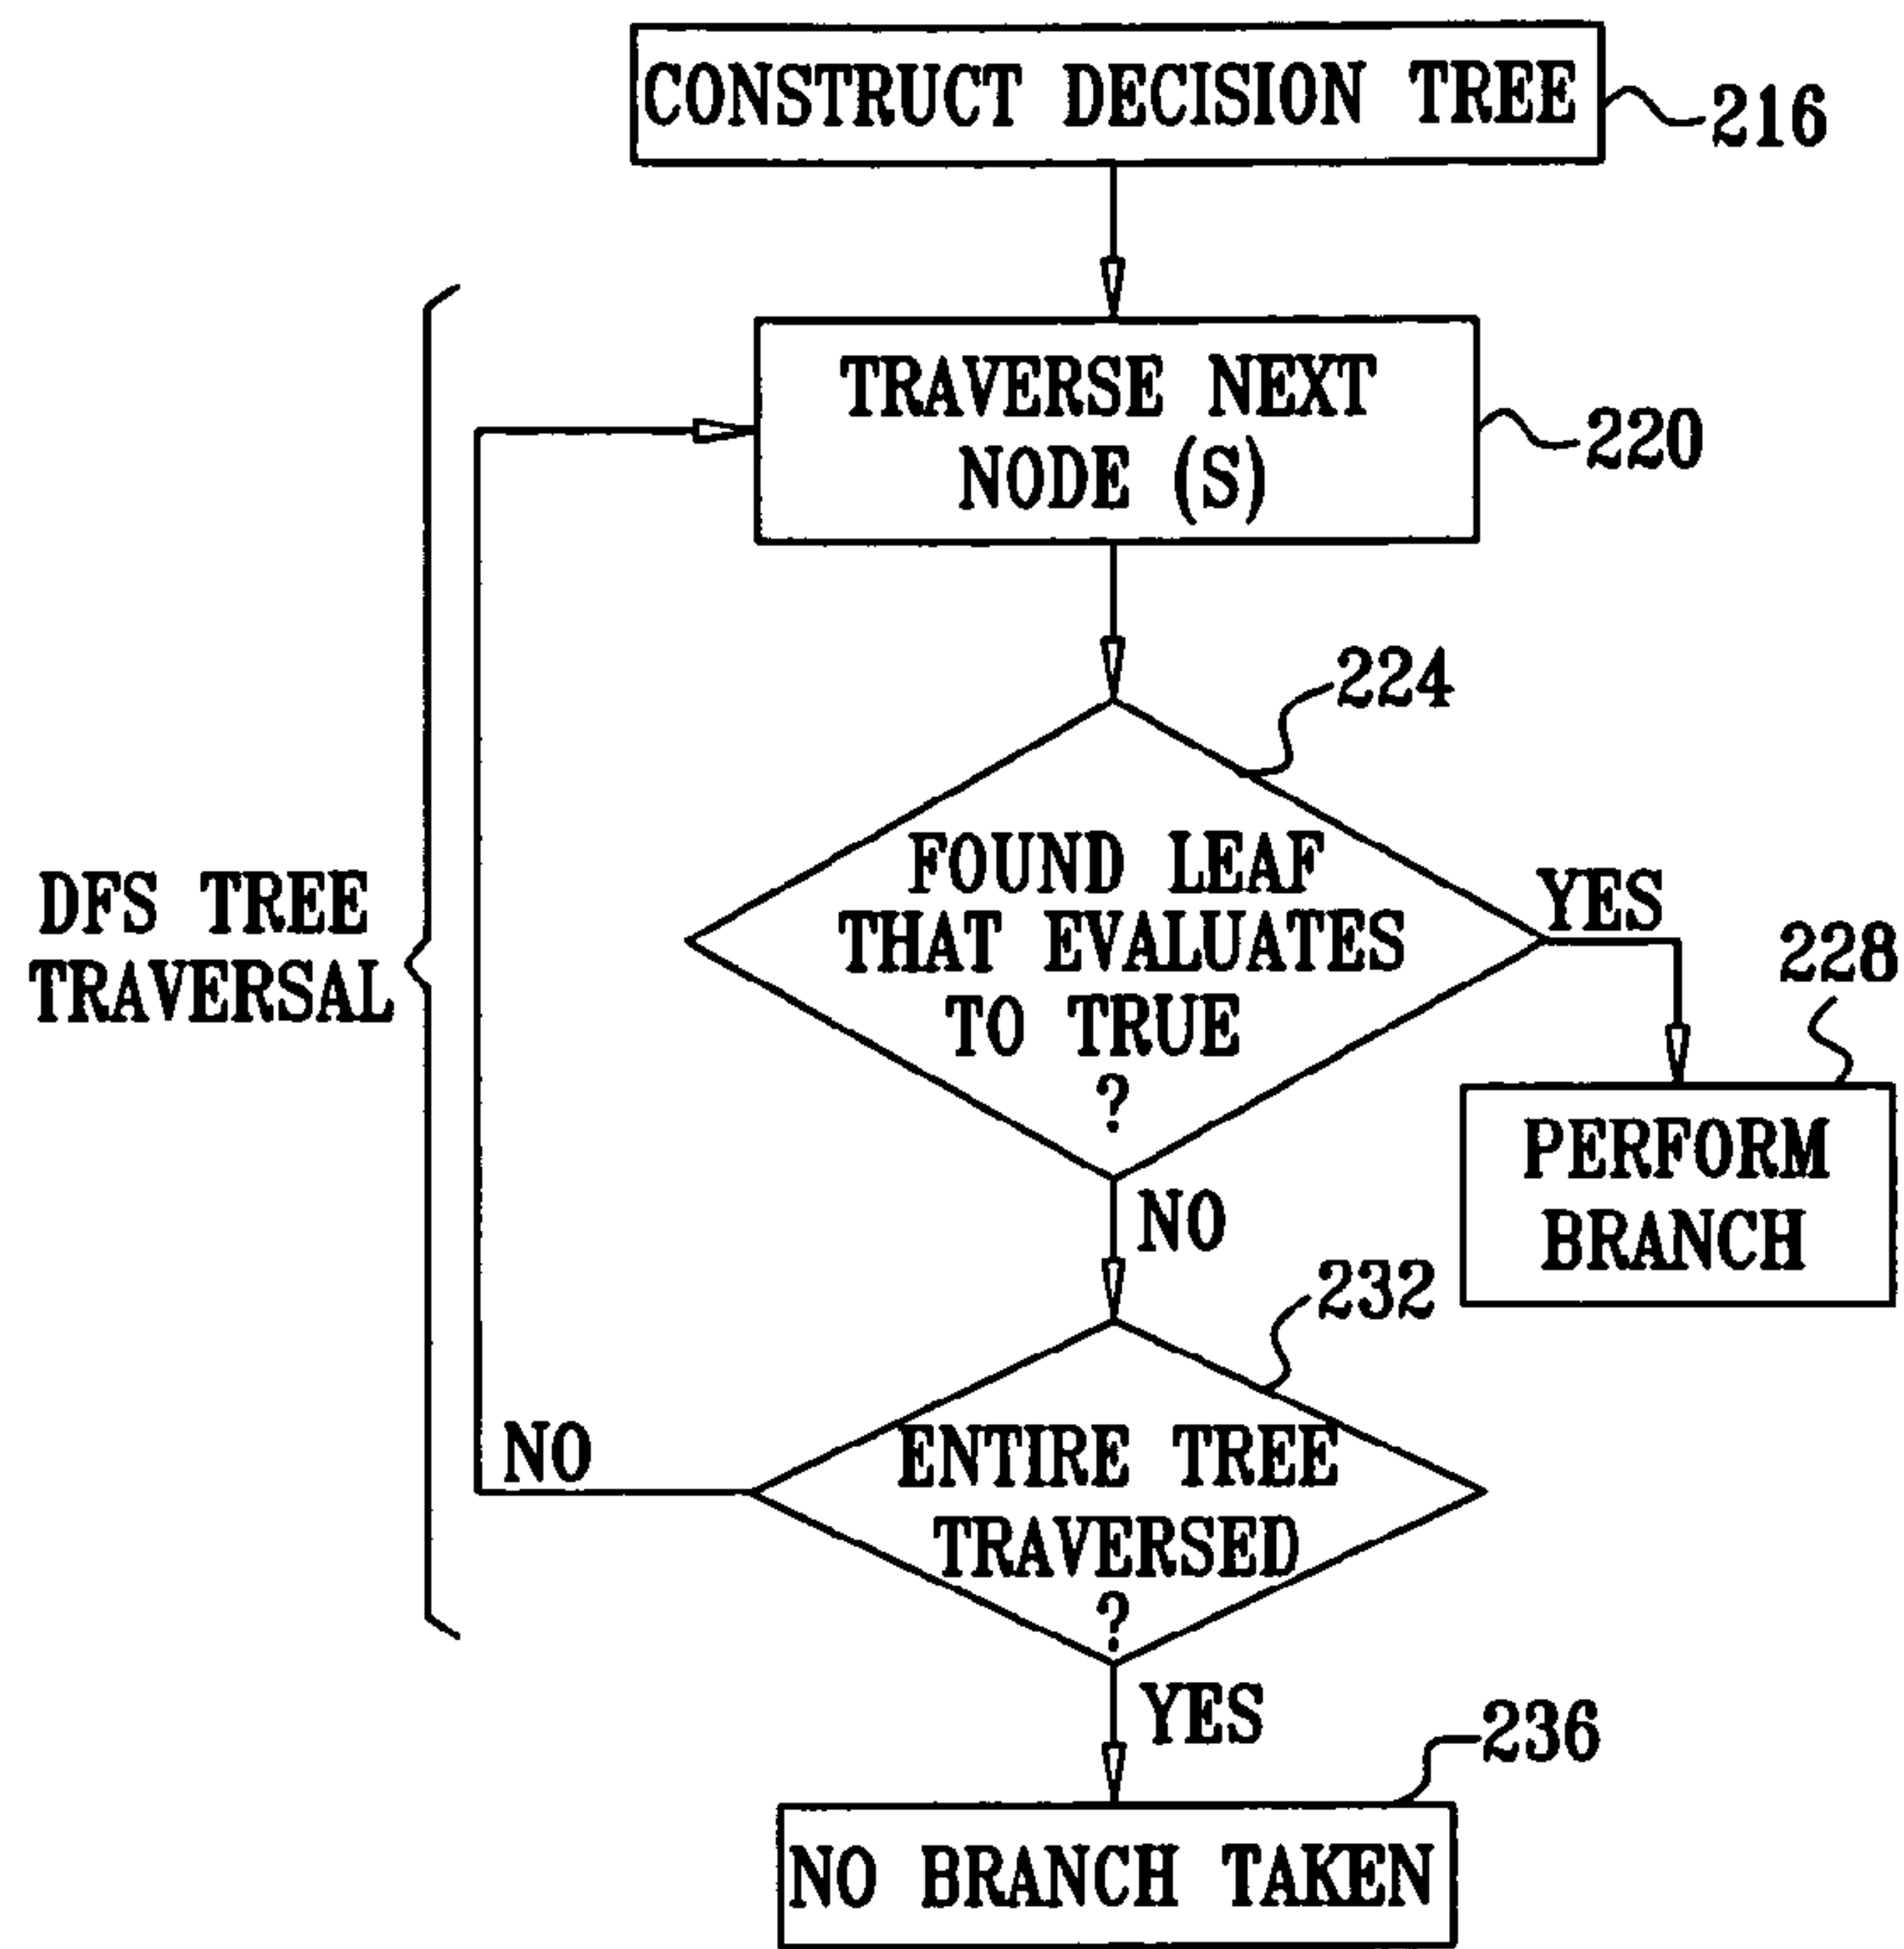 CONSTRUCT DECISION TREE
216
TRAVERSE NEXT
NODE (S)
220
224
FOUND LEAF
THAT EVALUATES
TO TRUE
?
YES
228
DFS TREE
TRAVERSAL
PERFORM
BRANCH
NO
232
NO
ENTIRE TREE
TRAVERSED
?
YES
236
NO BRANCH TAKEN